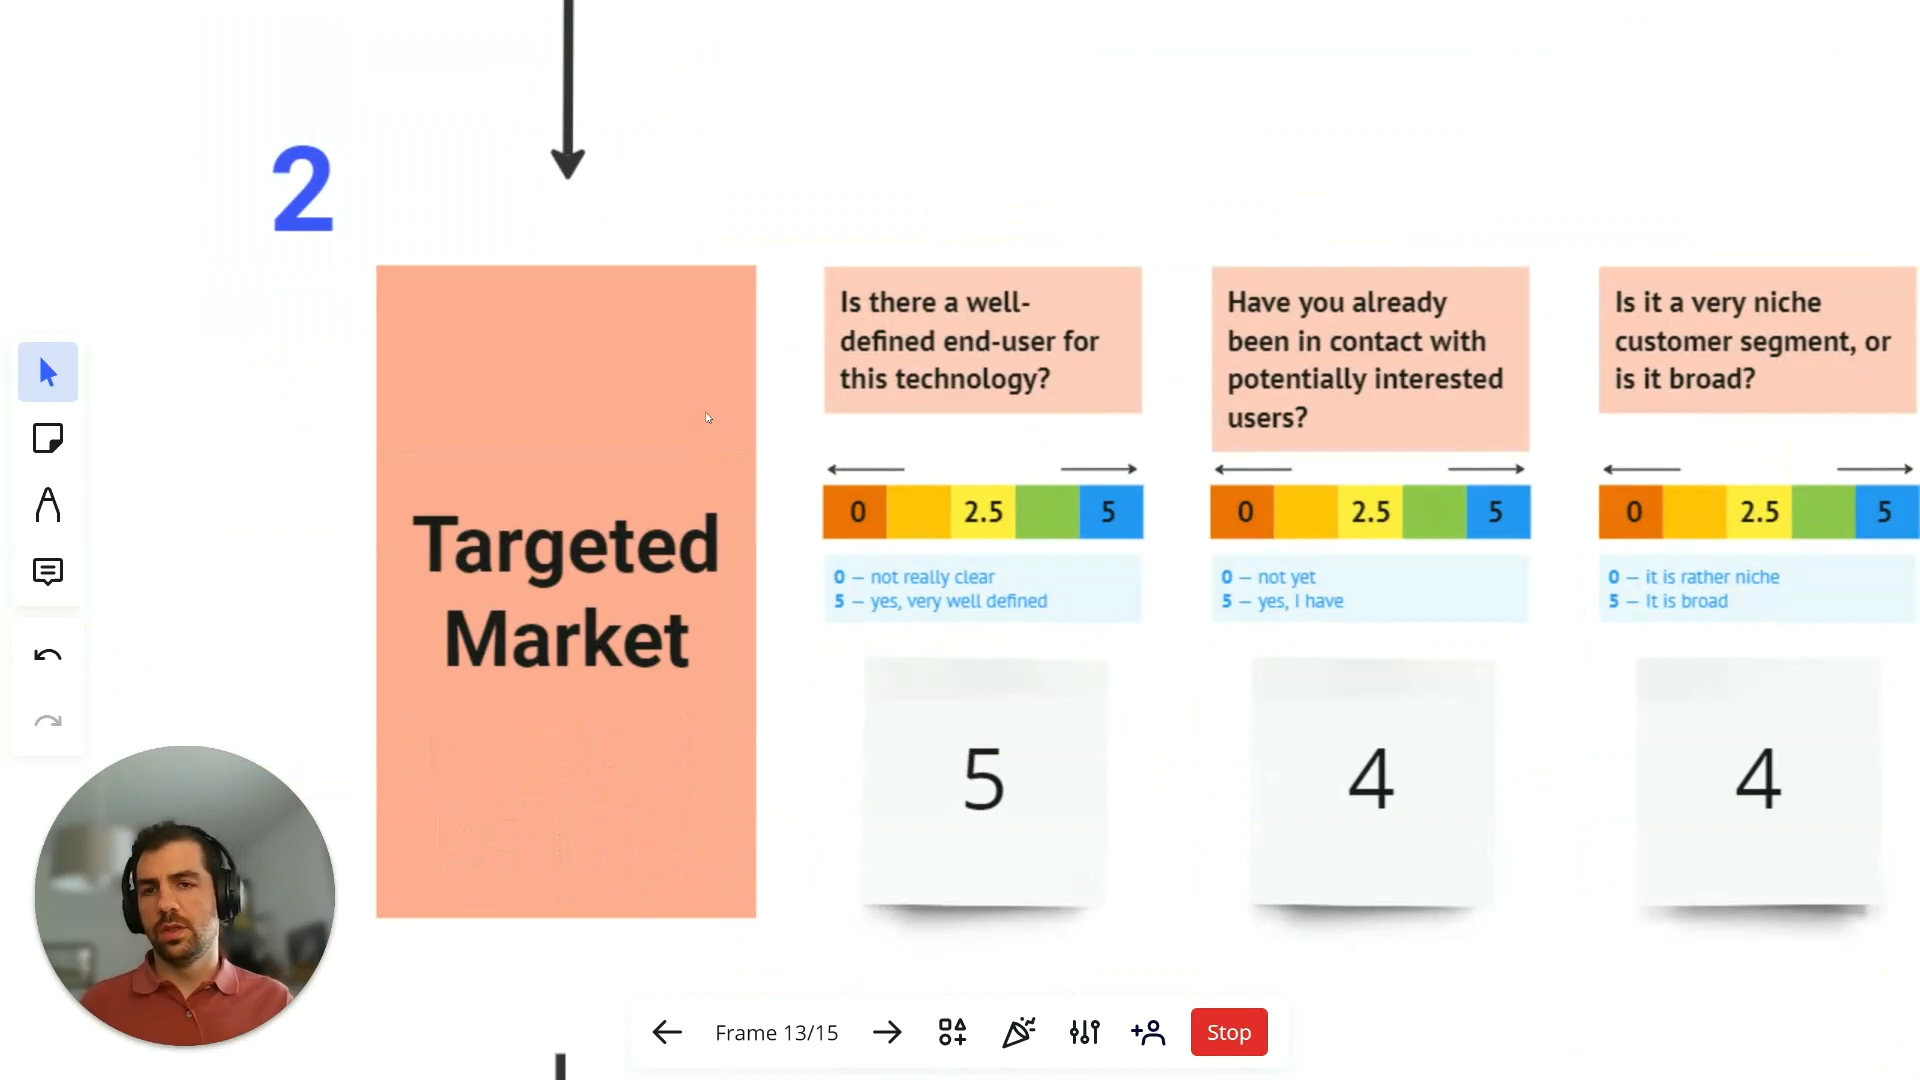 2
Targeted
Market
Is there a well-
defined end-user for
this technology?
0 2.5 5
0 – not really clear
5 – yes, very well defined
5
Have you already
been in contact with
potentially interested
users?
0 2.5 5
0 – not yet
5 – yes, I have
4
Is it a very niche
customer segment, or
is it broad?
0 2.5 5
0 – it is rather niche
5 – It is broad
4
Frame 13/15
Stop